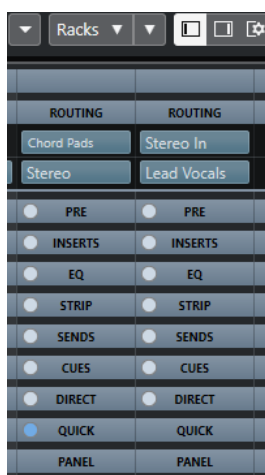 Racks
ROUTING ROUTING
Chord Pads Stereo In
Stereo Lead Vocals
PRE PRE
INSERTS INSERTS
EQ EQ
STRIP STRIP
SENDS SENDS
CUES CUES
DIRECT DIRECT
QUICK QUICK
PANEL PANEL